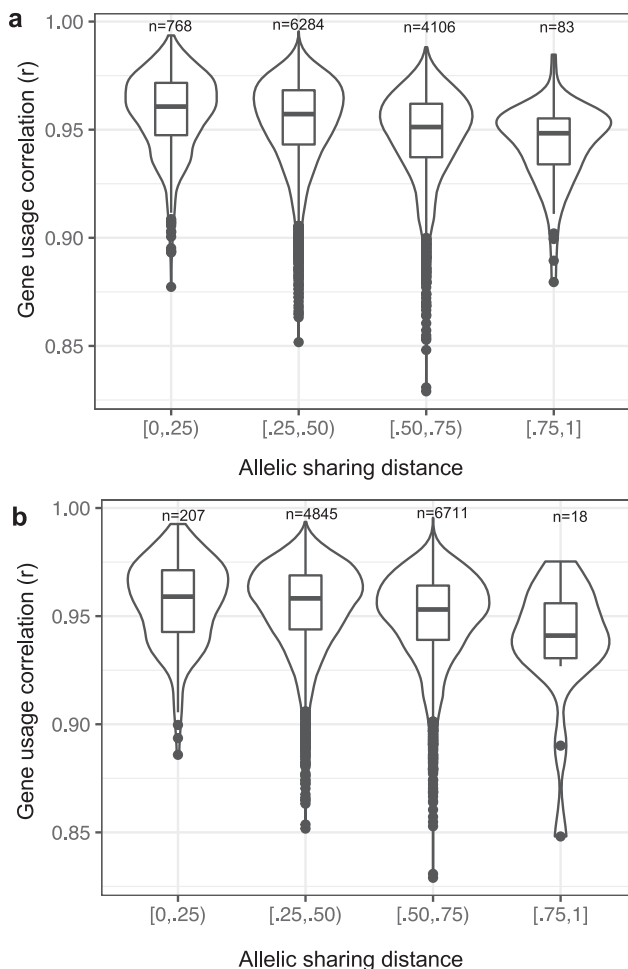 a
n=768 n=6284 n=4106 n=83
1.00
0.95
0.90
0.85
Gene usage correlation (r)
[0,.25) [.25,.50) [.50,.75) [.75,1]
Allelic sharing distance
b
n=207 n=4845 n=6711 n=18
1.00
0.95
0.90
0.85
Gene usage correlation (r)
[0,.25) [.25,.50) [.50,.75) [.75,1]
Allelic sharing distance